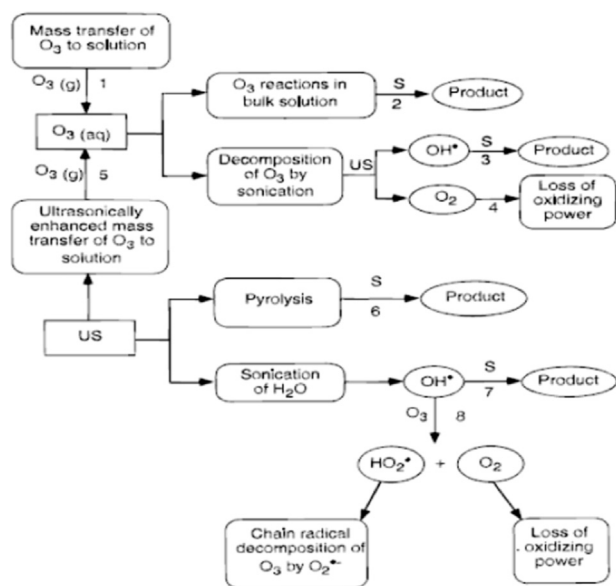 Mass transfer of
O₃ to solution
O₃ (g) 1
O₃ (aq)
O₃ (g) 5
Ultrasonically
enhanced mass
transfer of O₃ to
solution
US
O₃ reactions in
bulk solution
S
2
Product
Decomposition
of O₃ by
sonication
US
OH•
S
3
Product
O₂
4
Loss of
oxidizing
power
Pyrolysis
S
6
Product
Sonication
of H₂O
OH•
S
7
Product
O₃ 8
HO₂•
+
O₂
Chain radical
decomposition of
O₃ by O₂•−
Loss of
. oxidizing
power